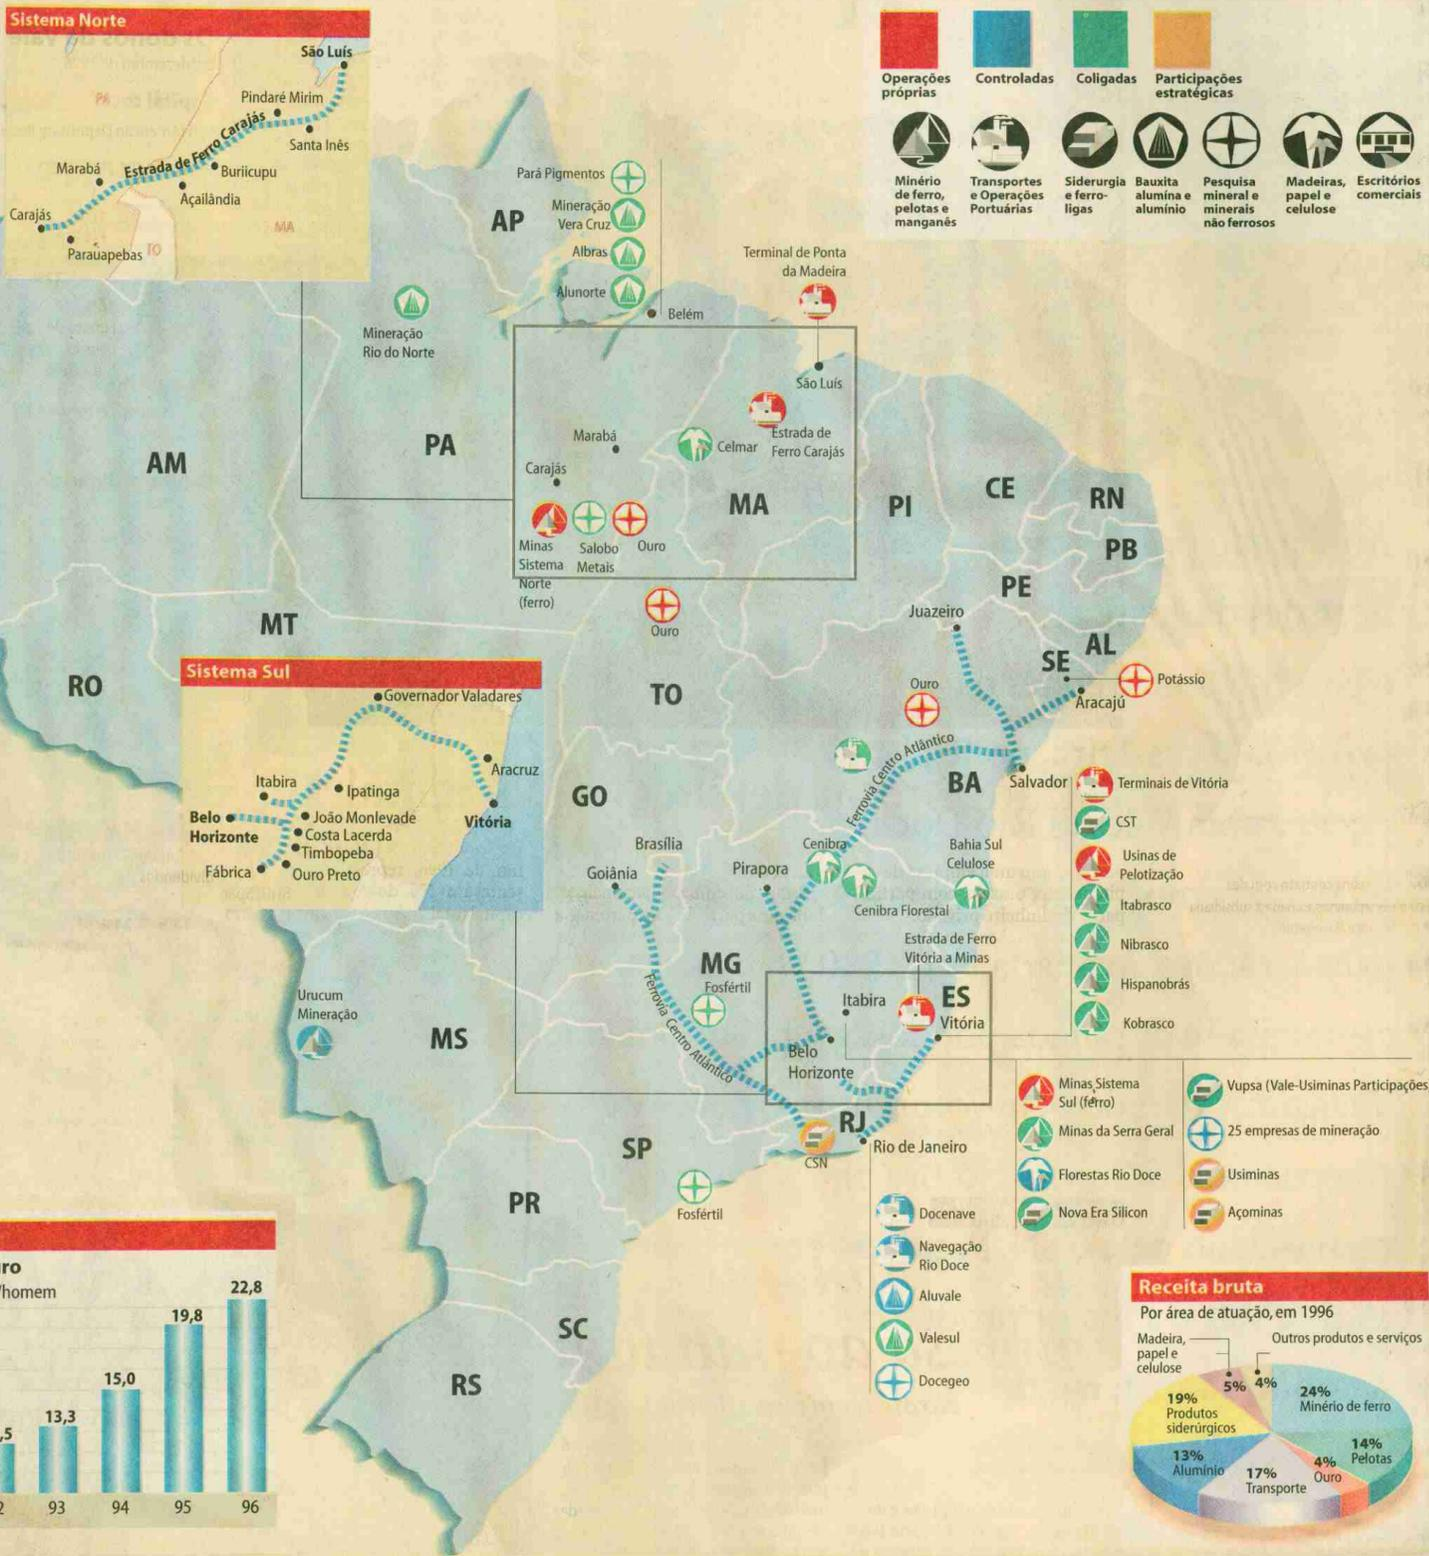 Sistema Norte
São Luís
Pindaré Mirim
Estrada de Ferro Carajás
Santa Inês
Marabá
Buriicupu
Açailândia
Carajás
Parauapebas
PA
MA
TO
Operações
próprias
Controladas
Coligadas
Participações
estratégicas
Minério
de ferro,
pelotas e
manganês
Transportes
e Operações
Portuárias
Siderurgia
e ferro-
ligas
Bauxita
alumina e
alumínio
Pesquisa
mineral e
minerais
não ferrosos
Madeiras,
papel e
celulose
Escritórios
comerciais
AP
Pará Pigmentos
Mineração
Vera Cruz
Albras
Alunorte
Belém
Terminal de Ponta
da Madeira
São Luís
Mineração
Rio do Norte
AM
PA
Marabá
Carajás
Celmar
Estrada de
Ferro Carajás
MA
Minas
Sistema
Norte
(ferro)
Salobo
Metais
Ouro
PI
CE
RN
PB
PE
AL
SE
Ouro
MT
RO
TO
Juazeiro
Ouro
Potássio
Aracajú
Ferrovia Centro Atlântico
BA
Salvador
Sistema Sul
Governador Valadares
Aracruz
Itabira
Ipatinga
Belo
Horizonte
João Monlevade
Costa Lacerda
Timbopeba
Vitória
Fábrica
Ouro Preto
GO
Brasília
Goiânia
Pirapora
Cenibra
Cenibra Florestal
Bahia Sul
Celulose
Terminais de Vitória
CST
Usinas de
Pelotização
Itabrasco
Nibrasco
Hispanobrás
Kobrasco
Estrada de Ferro
Vitória a Minas
MG
Fosfértil
Ferrovia Centro Atlântico
Itabira
ES
Vitória
Belo
Horizonte
Urucum
Mineração
MS
Minas Sistema
Sul (ferro)
Minas da Serra Geral
Florestas Rio Doce
Nova Era Silicon
Vupsa (Vale-Usiminas Participações
25 empresas de mineração
Usiminas
Açominas
RJ
Rio de Janeiro
CSN
SP
Fosfértil
PR
Docenave
Navegação
Rio Doce
Aluvale
Valesul
Docegeo
SC
RS
ro
/homem
,5
13,3
15,0
19,8
22,8
2
93
94
95
96
Receita bruta
Por área de atuação, em 1996
Madeira,
papel e
celulose
Outros produtos e serviços
5%
4%
24%
Minério de ferro
19%
Produtos
siderúrgicos
14%
Pelotas
13%
Alumínio
4%
Ouro
17%
Transporte